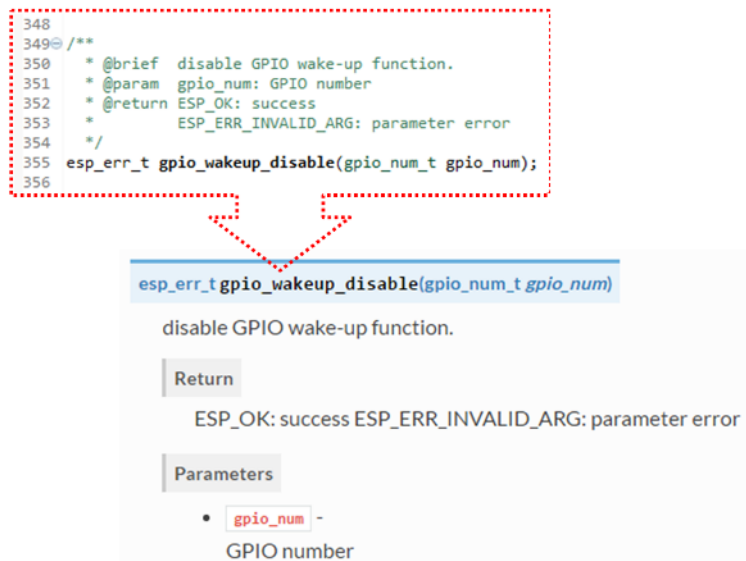 348
349 /**
350 * @brief disable GPIO wake-up function.
351 * @param gpio_num: GPIO number
352 * @return ESP_OK: success
353 * ESP_ERR_INVALID_ARG: parameter error
354 */
355 esp_err_t gpio_wakeup_disable(gpio_num_t gpio_num);
356
esp_err_t gpio_wakeup_disable(gpio_num_t gpio_num)
disable GPIO wake-up function.
Return
ESP_OK: success ESP_ERR_INVALID_ARG: parameter error
Parameters
• gpio_num -
GPIO number